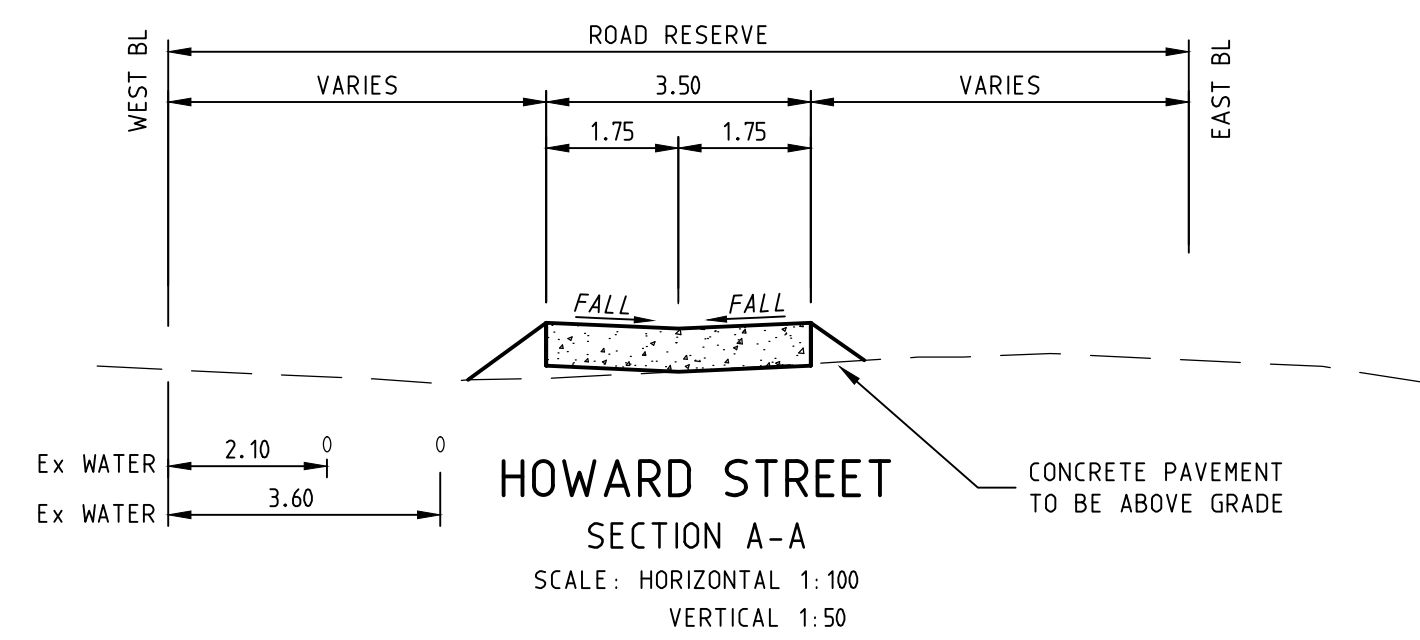 WEST BL
ROAD RESERVE
EAST BL
VARIES
3.50
VARIES
1.75
1.75
FALL
FALL
Ex WATER
2.10
Ex WATER
3.60
CONCRETE PAVEMENT
TO BE ABOVE GRADE
HOWARD STREET
SECTION A-A
SCALE: HORIZONTAL 1:100
VERTICAL 1:50